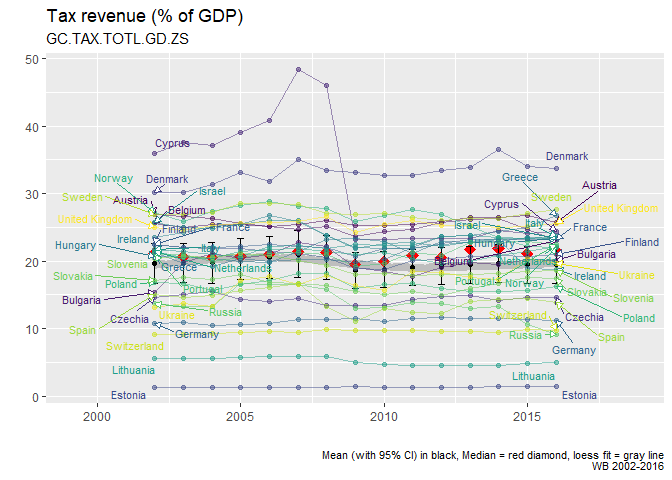 Tax revenue (% of GDP)
GC.TAX.TOTL.GD.ZS
50
40
30
20
10
0
2000
2005
2010
2015
Cyprus
Norway
Denmark
Israel
Sweden
Austria
Belgium
United Kingdom
Finland
France
Ireland
Hungary
Italy
Slovenia
Greece
Netherlands
Slovakia
Poland
Portugal
Bulgaria
Ukraine
Russia
Czechia
Spain
Germany
Switzerland
Lithuania
Estonia
Denmark
Greece
Austria
Sweden
Cyprus
United Kingdom
Israel
Italy
France
Hungary
Finland
Belgium
Netherlands
Bulgaria
Ukraine
Portugal
Norway
Slovakia
Slovenia
Switzerland
Czechia
Poland
Russia
Spain
Germany
Lithuania
Estonia
Mean (with 95% CI) in black, Median = red diamond, loess fit = gray line
WB 2002-2016